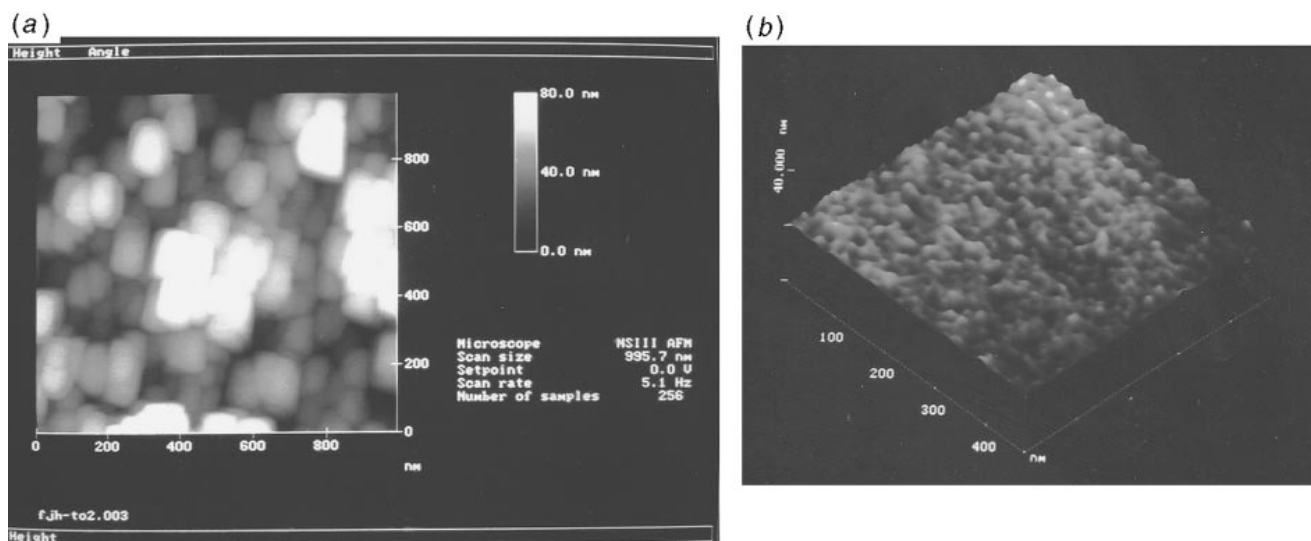 (a)
Height Angle
80.0 nm
40.0 nm
0.0 nm
800
600
400
200
0
0 200 400 600 800
nm
Microscope NSIII AFM
Scan size 995.7 nm
Setpoint 0.0 V
Scan rate 5.1 Hz
Number of samples 256
fjh-to2.003
Height
(b)
40.000 nm
100
200
300
400
nm